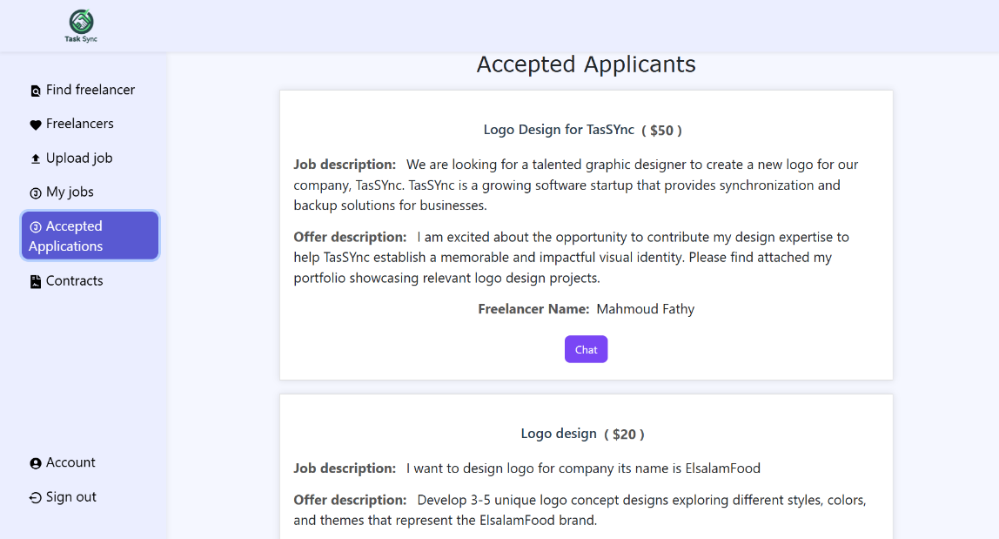 Task Sync
Find freelancer
Freelancers
Upload job
My jobs
Accepted
Applications
Contracts
Account
Sign out
Accepted Applicants
Logo Design for TasSYnc ( $50 )
Job description: We are looking for a talented graphic designer to create a new logo for our
company, TasSYnc. TasSYnc is a growing software startup that provides synchronization and
backup solutions for businesses.
Offer description: I am excited about the opportunity to contribute my design expertise to
help TasSYnc establish a memorable and impactful visual identity. Please find attached my
portfolio showcasing relevant logo design projects.
Freelancer Name: Mahmoud Fathy
Chat
Logo design ( $20 )
Job description: I want to design logo for company its name is ElsalamFood
Offer description: Develop 3-5 unique logo concept designs exploring different styles, colors,
and themes that represent the ElsalamFood brand.